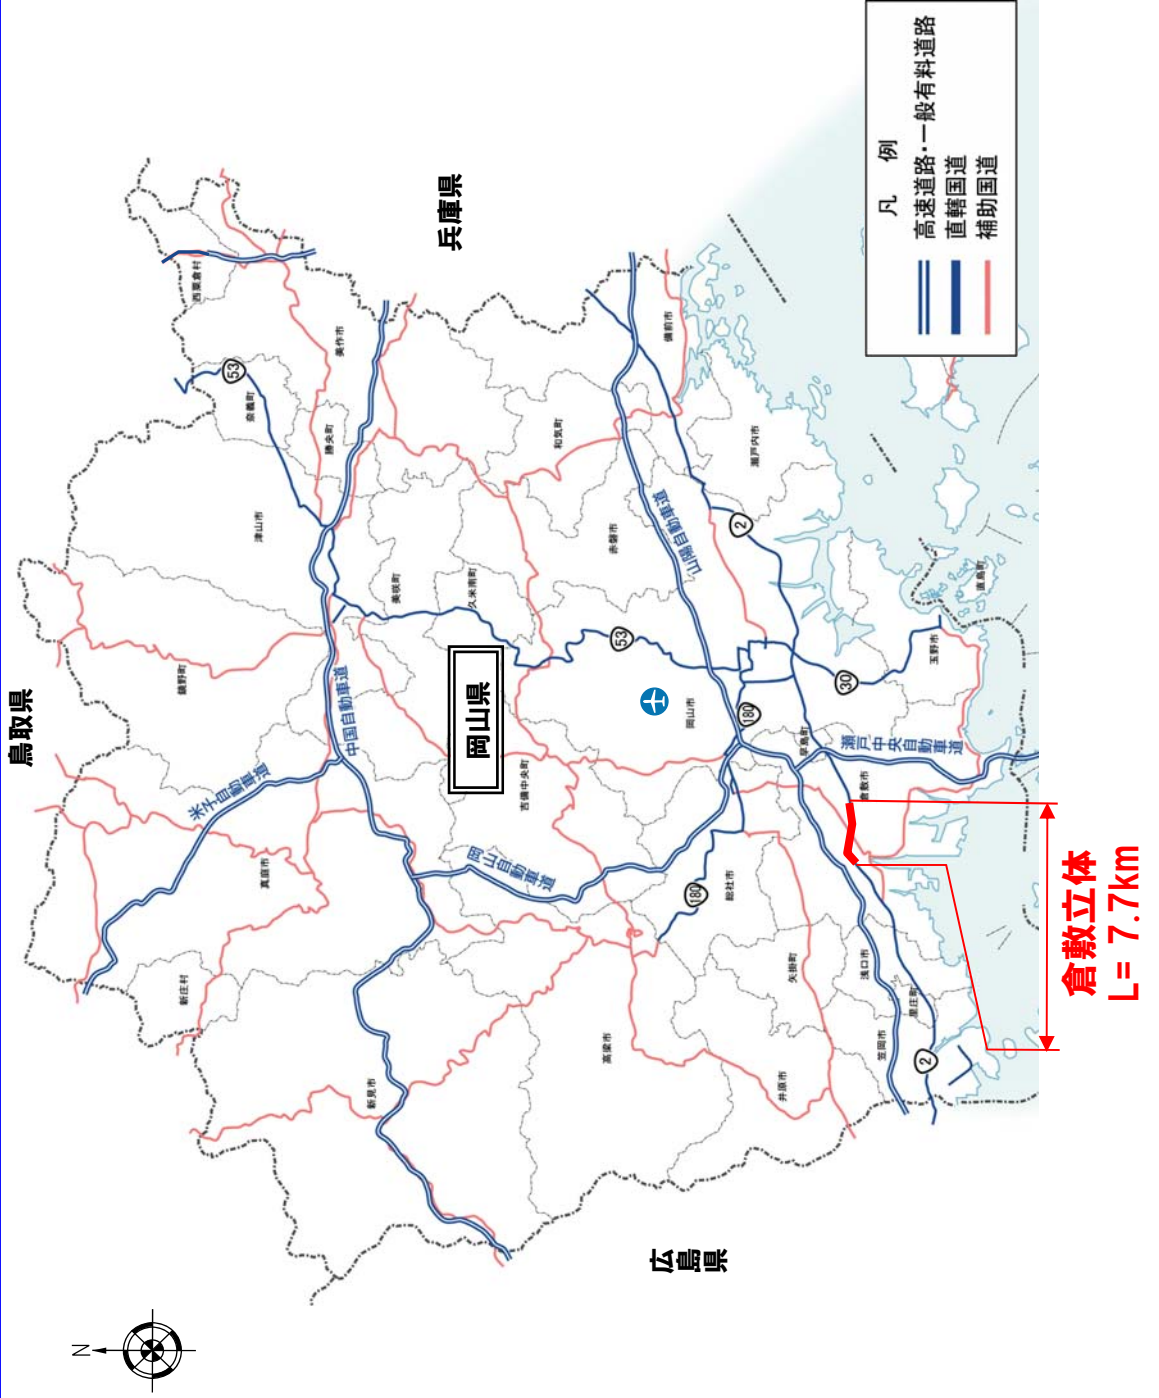 鳥取県
兵庫県
広島県
岡山県
凡例
高速道路・一般有料道路
直轄国道
補助国道
N
米子自動車道
中国自動車道
岡山自動車道
山陽自動車道
瀬戸中央自動車道
西粟倉村
美作市
奈義町
勝央町
津山市
鏡野町
真庭市
新庄村
新見市
美咲町
久米南町
吉備中央町
和気町
赤磐市
備前市
瀬戸内市
岡山市
玉野市
直島町
早島町
倉敷市
総社市
高梁市
矢掛町
井原市
浅口市
里庄町
笠岡市
53
53
2
2
30
180
180
倉敷立体
L= 7.7km